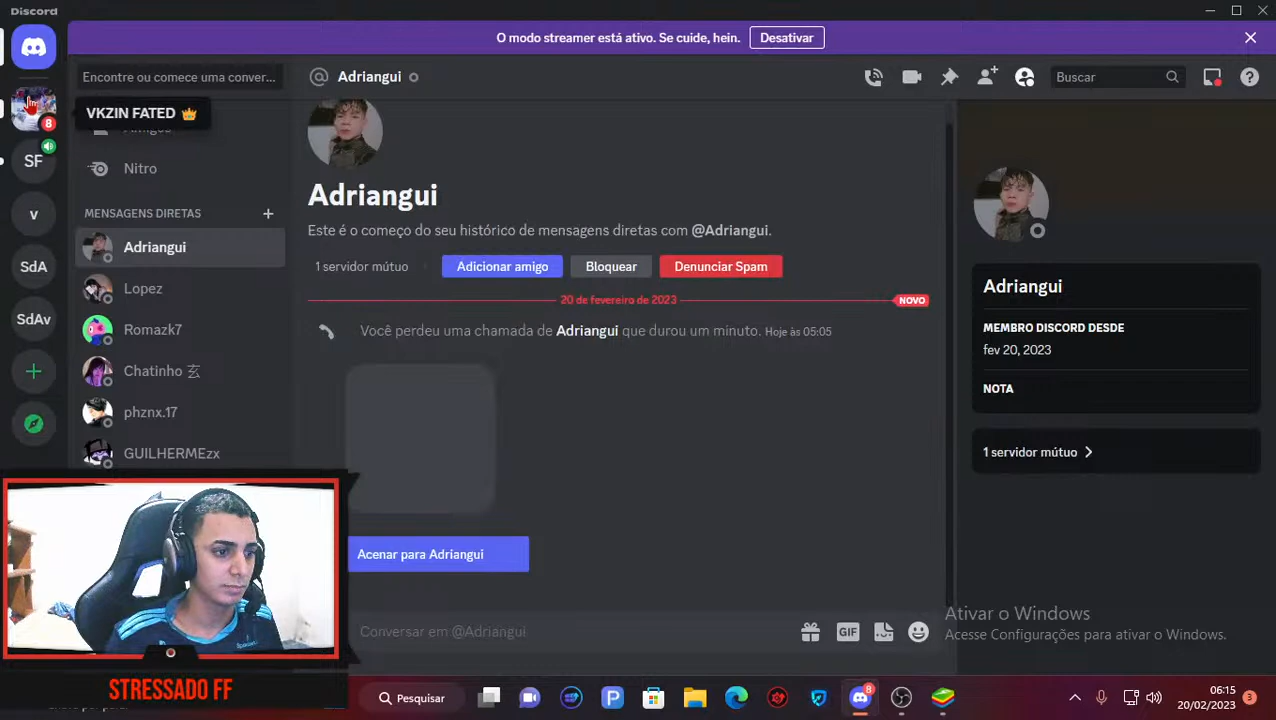 Discord
O modo streamer está ativo. Se cuide, hein. Desativar
Encontre ou comece uma conver...
Adriangui
Buscar
VKZIN FATED
8
Amigos
SF
Nitro
v
MENSAGENS DIRETAS
Adriangui
SdA
Lopez
SdAv
Romazk7
Chatinho 玄
phznx.17
GUILHERMEzx
Adriangui
Este é o começo do seu histórico de mensagens diretas com @Adriangui.
1 servidor mútuo Adicionar amigo Bloquear Denunciar Spam
20 de fevereiro de 2023 NOVO
Você perdeu uma chamada de Adriangui que durou um minuto. Hoje às 05:05
Acenar para Adriangui
Conversar em @Adriangui
GIF
Adriangui
MEMBRO DISCORD DESDE
fev 20, 2023
NOTA
1 servidor mútuo
Ativar o Windows
Acesse Configurações para ativar o Windows.
STRESSADO FF
Pesquisar
8
06:15
20/02/2023
3